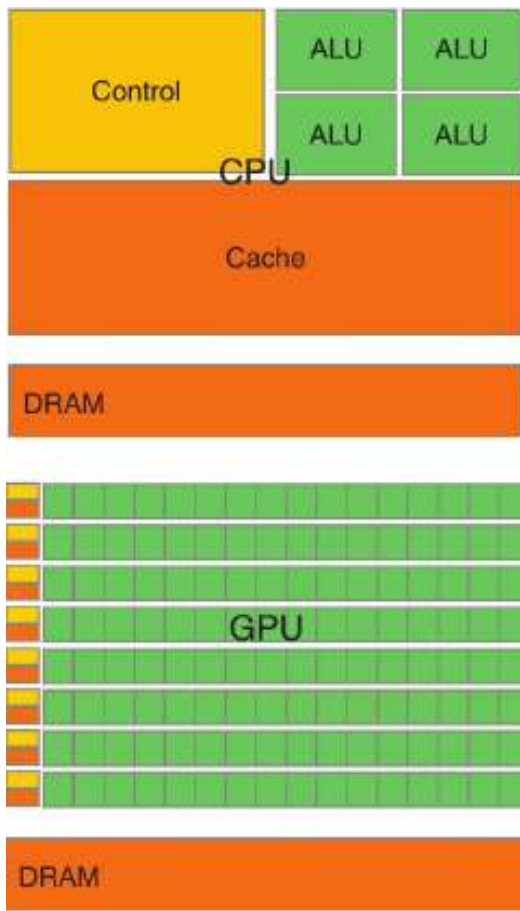 ALU ALU
Control
ALU ALU
CPU
Cache
DRAM
GPU
DRAM